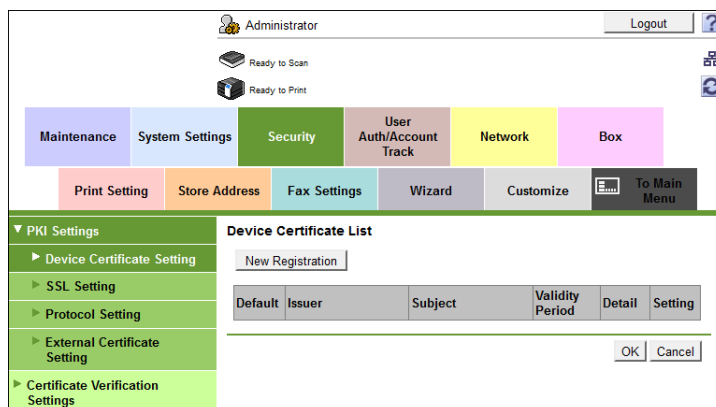 Administrator
Logout
?
Ready to Scan
Ready to Print
Maintenance
System Settings
Security
User
Auth/Account
Track
Network
Box
Print Setting
Store Address
Fax Settings
Wizard
Customize
To Main
Menu
PKI Settings
Device Certificate Setting
SSL Setting
Protocol Setting
External Certificate
Setting
Certificate Verification
Settings
Device Certificate List
New Registration
Default Issuer Subject Validity
Period Detail Setting
OK Cancel